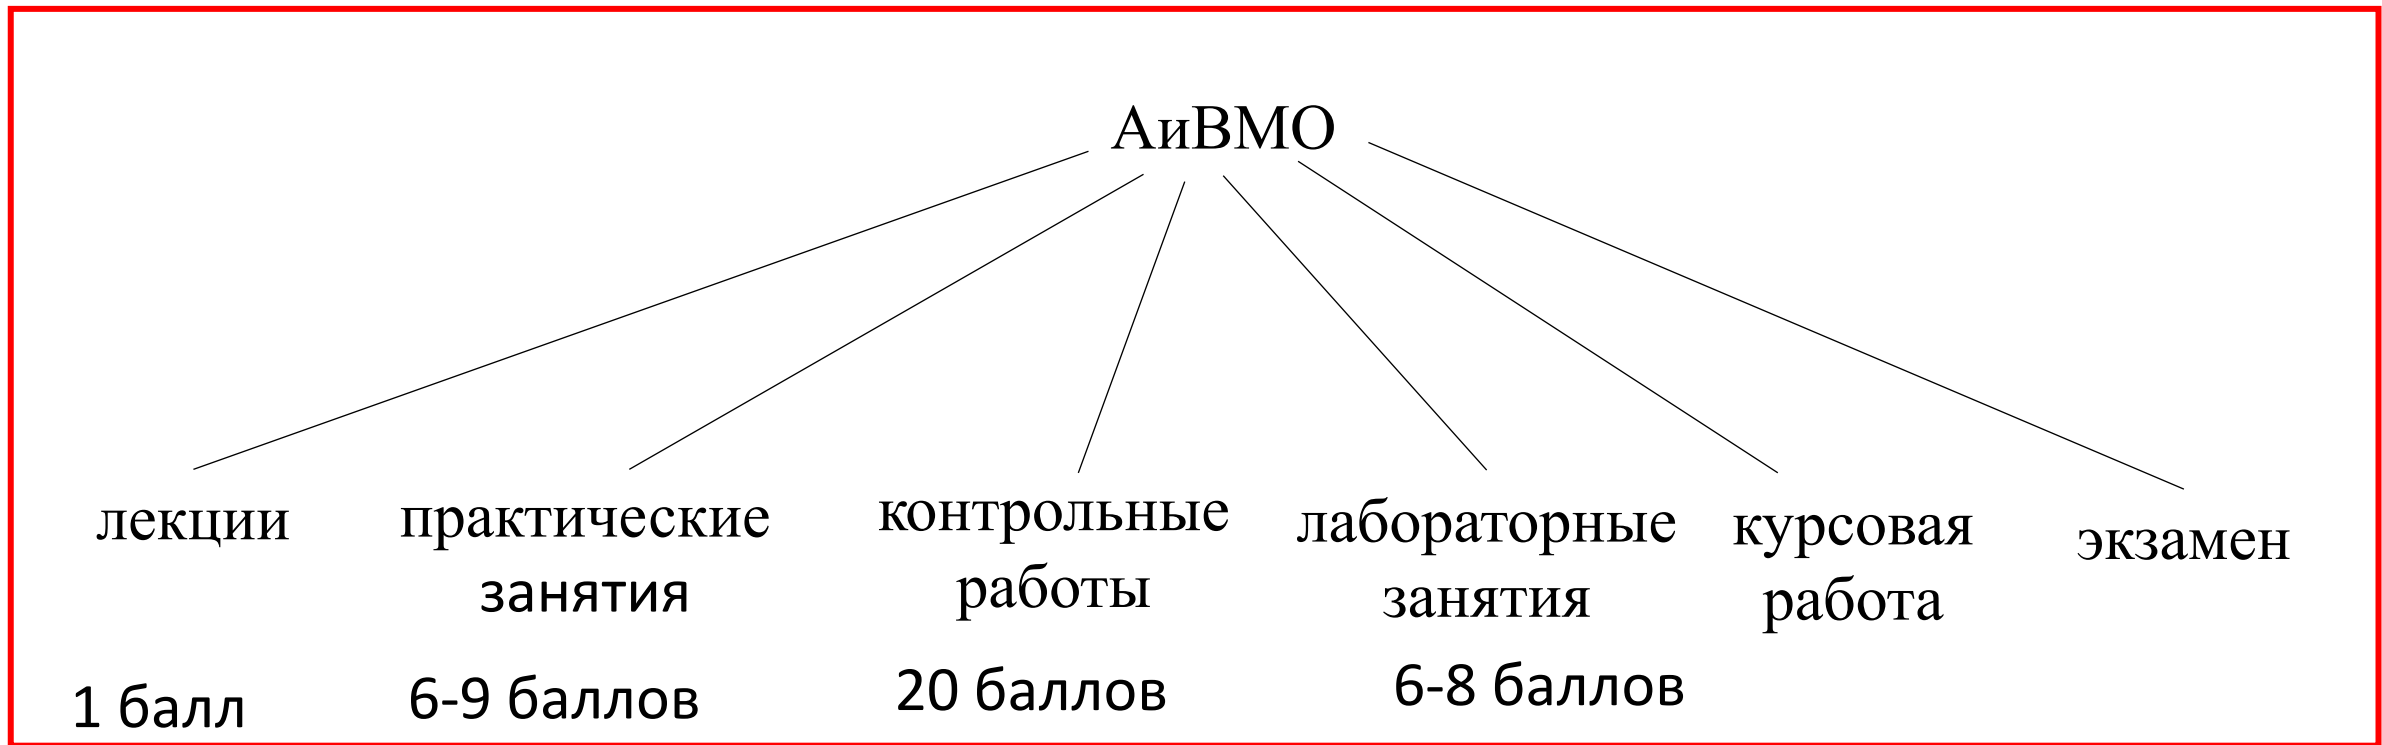 АиВМО
лекции
практические
занятия
контрольные
работы
лабораторные
занятия
курсовая
работа
экзамен
1 балл
6-9 баллов
20 баллов
6-8 баллов